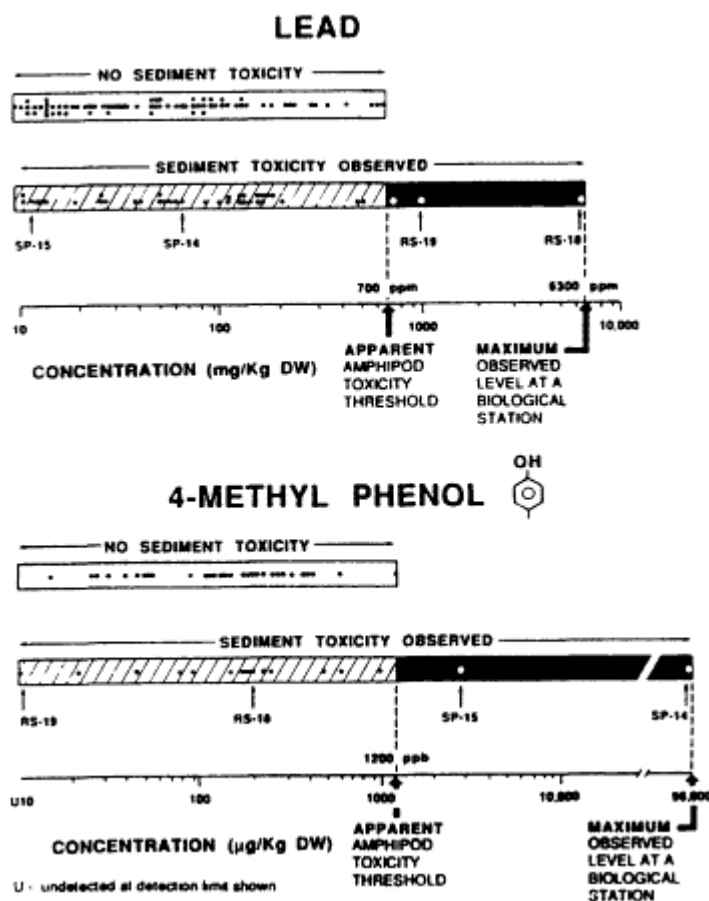 LEAD
NO SEDIMENT TOXICITY
SEDIMENT TOXICITY OBSERVED
SP-15
SP-14
RS-19
RS-18
700 ppm
6300 ppm
10
100
1000
10,000
CONCENTRATION (mg/Kg DW)
APPARENT
AMPHIPOD
TOXICITY
THRESHOLD
MAXIMUM
OBSERVED
LEVEL AT A
BIOLOGICAL
STATION
4-METHYL PHENOL
OH
NO SEDIMENT TOXICITY
SEDIMENT TOXICITY OBSERVED
RS-19
RS-18
SP-15
SP-14
1200 ppb
U10
100
1000
10,000
96,000
CONCENTRATION (µg/Kg DW)
APPARENT
AMPHIPOD
TOXICITY
THRESHOLD
MAXIMUM
OBSERVED
LEVEL AT A
BIOLOGICAL
STATION
U - undetected at detection limit shown